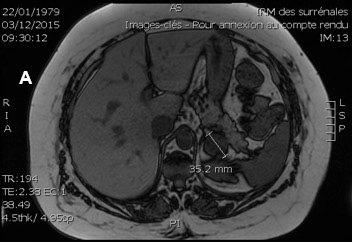 22/01/1979
03/12/2015
09:30:12
AS
IRM des surrénales
Images-clés - Pour annexion au compte rendu
IM:13
A
R
I
A
L
S
P
35.2 mm
TR:194
TE:2.33 EC:1
38.49
4.5thk/ 4.95sp
PI